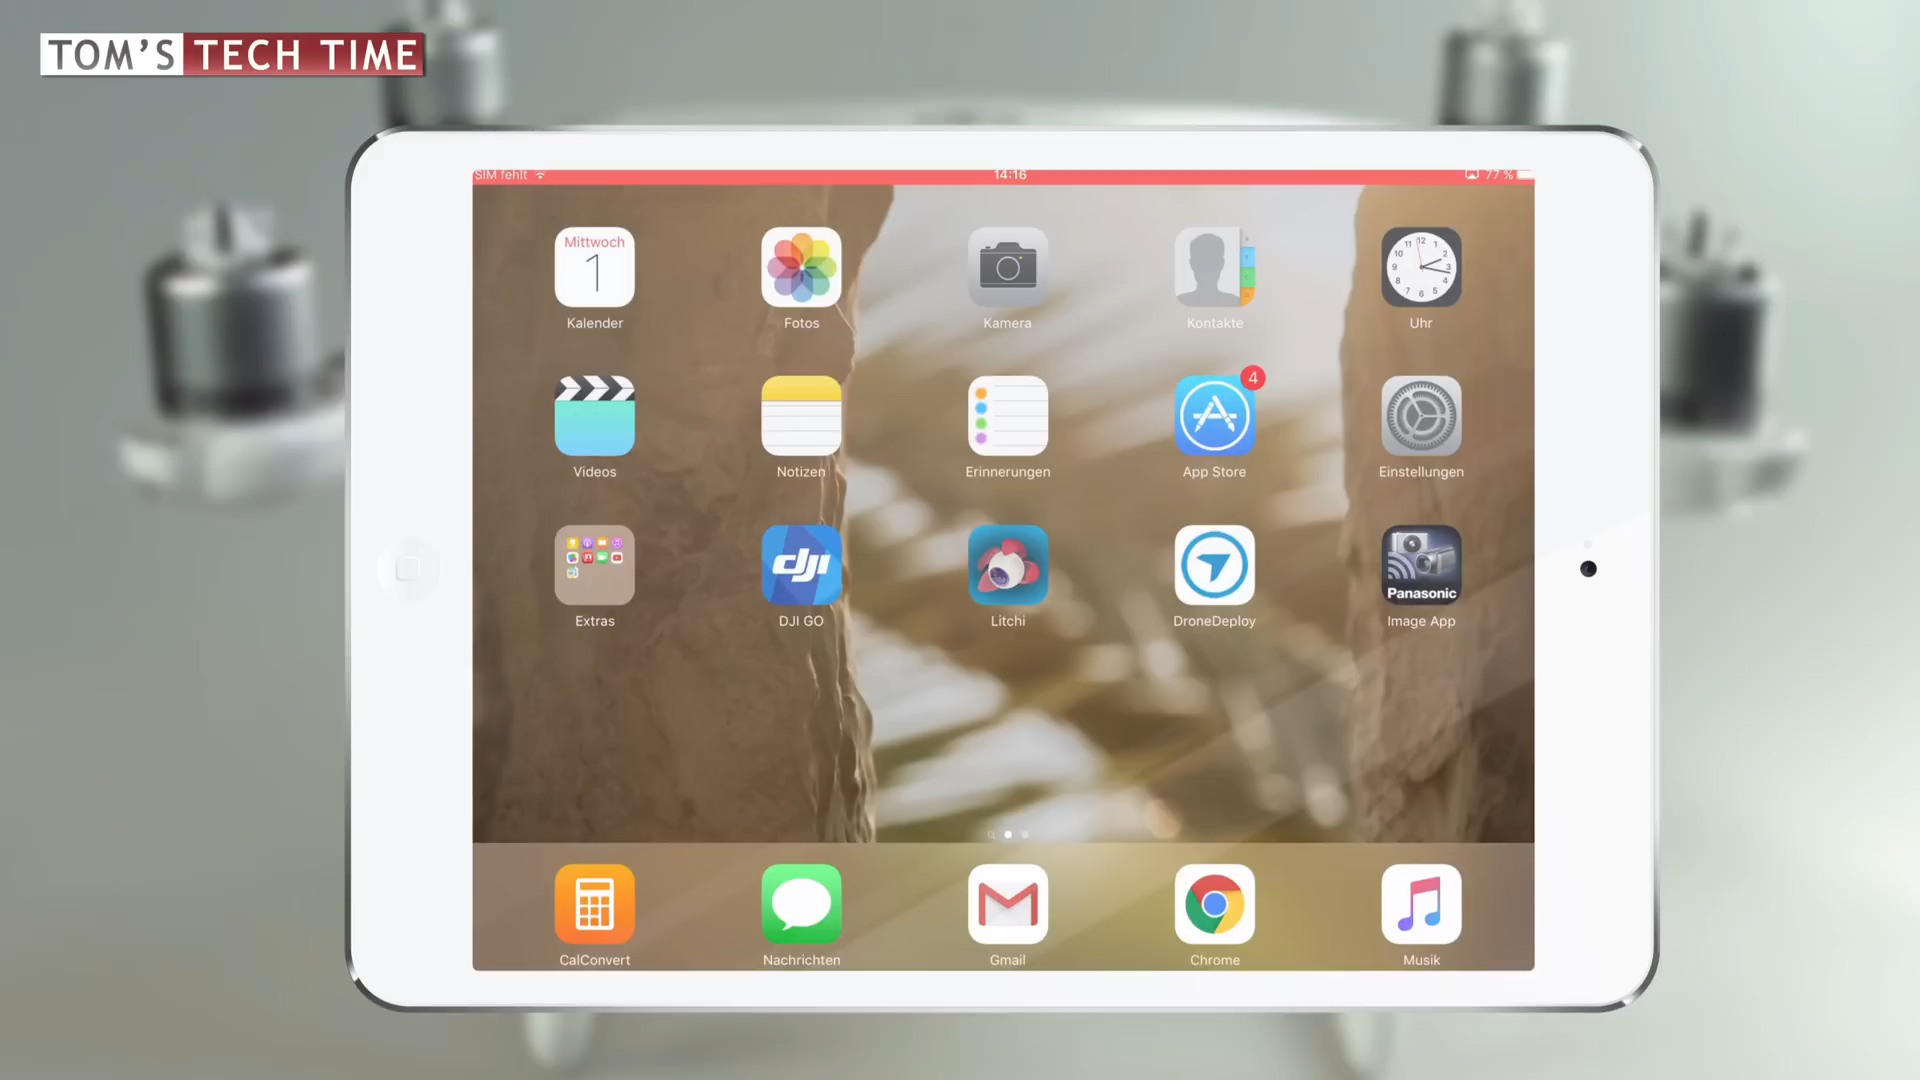 TOM'S TECH TIME
SIM fehlt 14:16 77 %
Mittwoch
1
Kalender Fotos Kamera Kontakte Uhr
4
Videos Notizen Erinnerungen App Store Einstellungen
dji
Panasonic
Extras DJI GO Litchi DroneDeploy Image App
CalConvert Nachrichten Gmail Chrome Musik